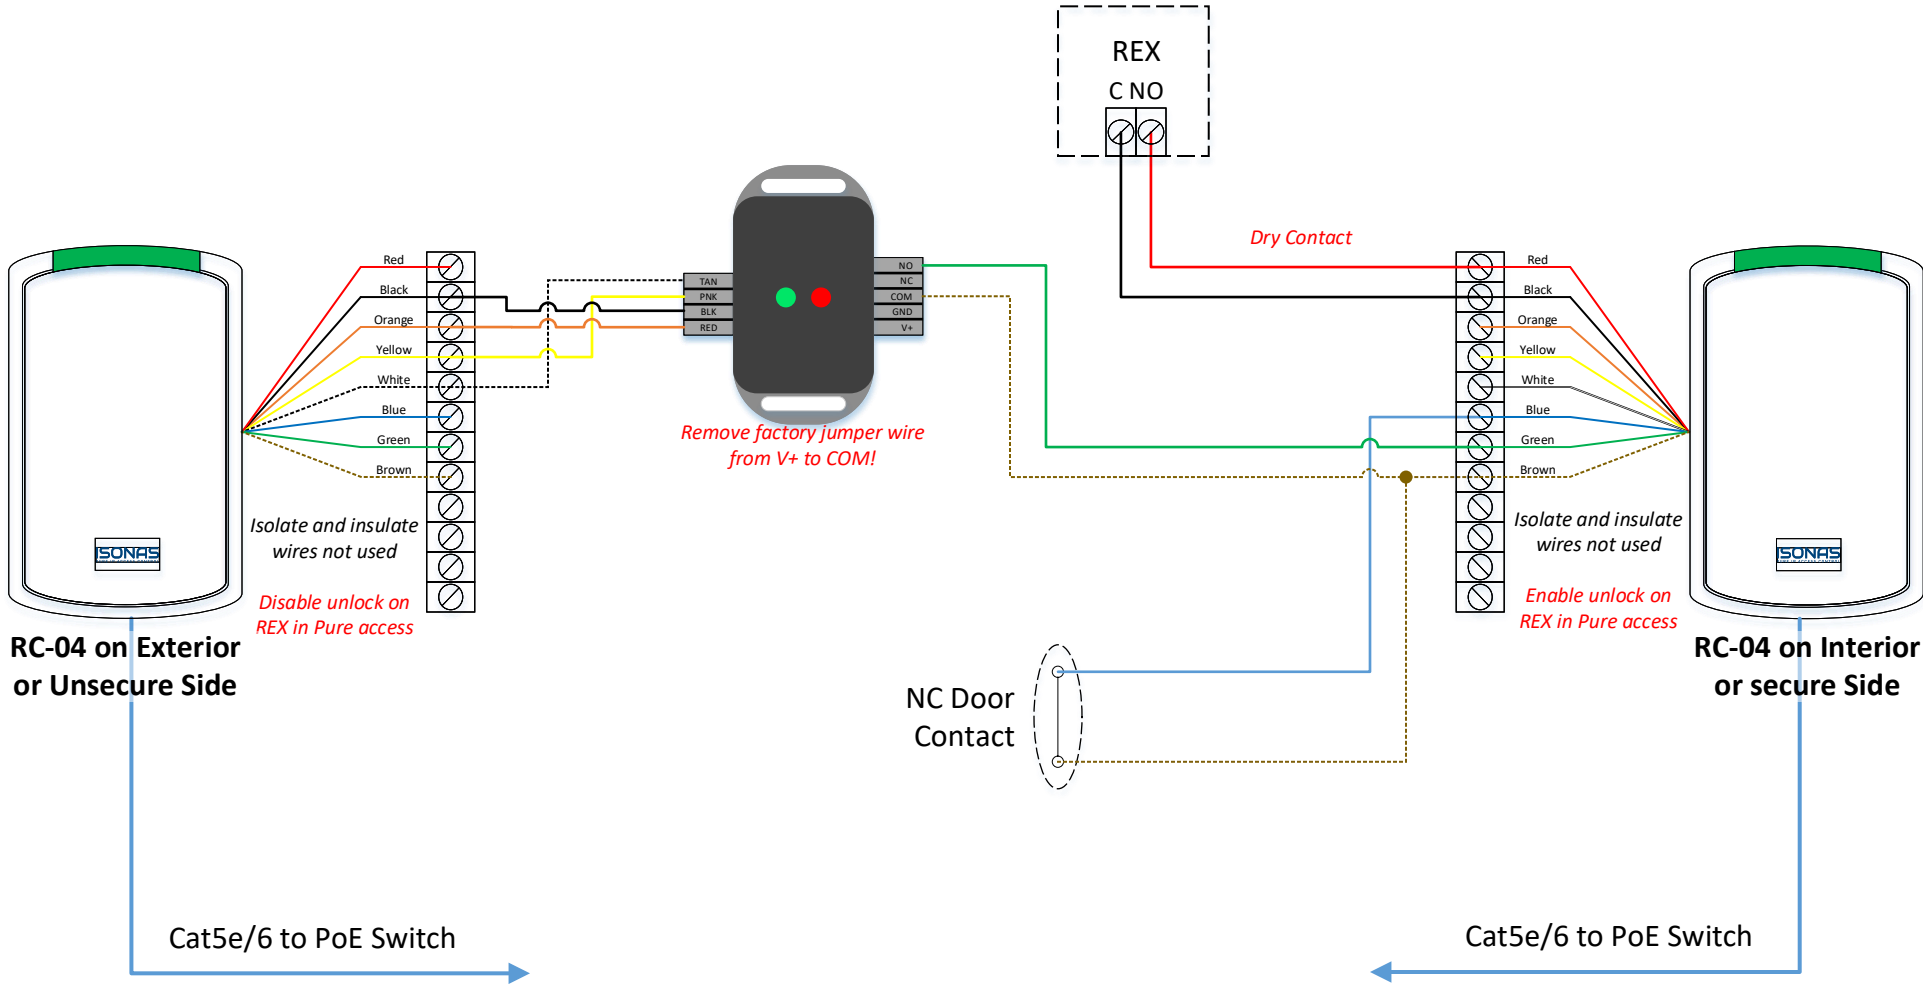 REX
C NO
Dry Contact
Red
Black
Orange
Yellow
White
Blue
Green
Brown
TAN
PNK
BLK
RED
NO
NC
COM
GND
V+
Remove factory jumper wire
from V+ to COM!
Red
Black
Orange
Yellow
White
Blue
Green
Brown
Isolate and insulate
wires not used
Disable unlock on
REX in Pure access
ISONAS
RC-04 on Exterior
or Unsecure Side
Isolate and insulate
wires not used
Enable unlock on
REX in Pure access
ISONAS
RC-04 on Interior
or secure Side
NC Door
Contact
Cat5e/6 to PoE Switch
Cat5e/6 to PoE Switch